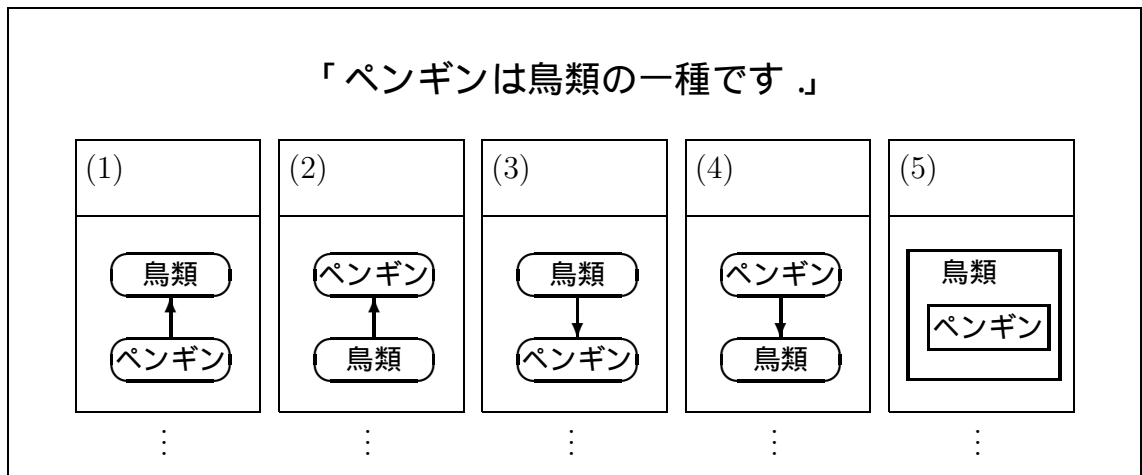 「ペンギンは鳥類の一種です.」
(1) (2) (3) (4) (5)
鳥類 ペンギン 鳥類 ペンギン 鳥類
ペンギン
ペンギン 鳥類 ペンギン 鳥類
⋮ ⋮ ⋮ ⋮ ⋮